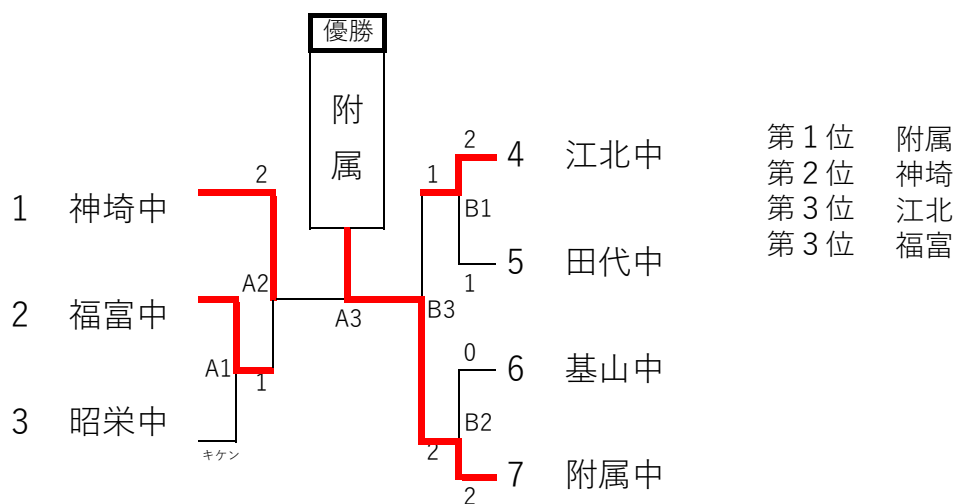 優勝
附属
2
4 江北中
2
1
1 神埼中
B1
5 田代中
1
A2
2 福富中
A3
B3
0
6 基山中
A1
1
B2
3 昭栄中
キケン
2
7 附属中
2
第1位 附属
第2位 神埼
第3位 江北
第3位 福富